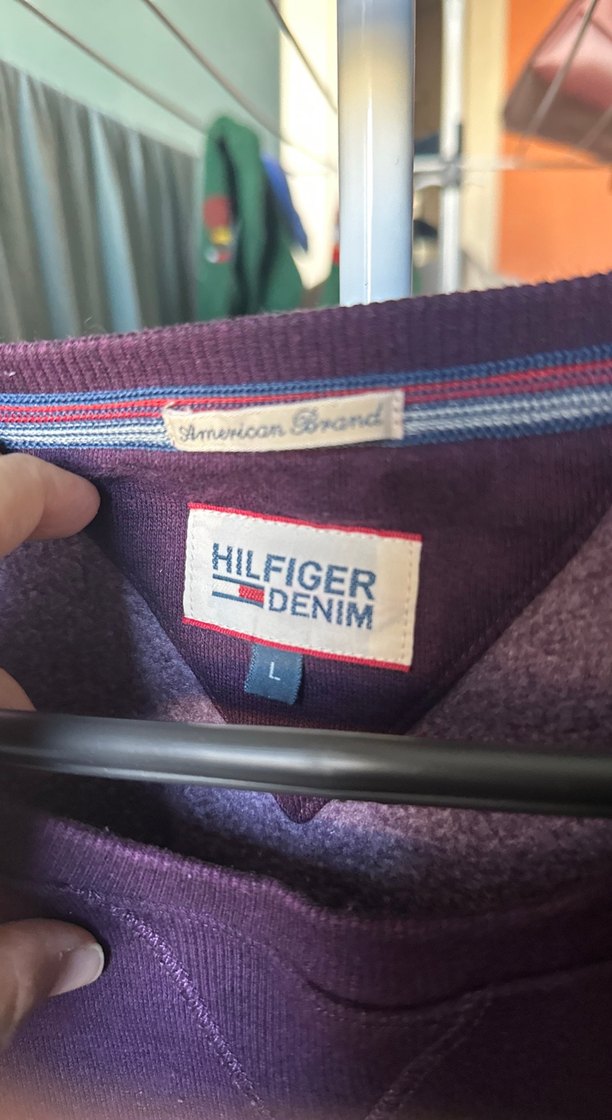 American Brand
HILFIGER
DENIM
L